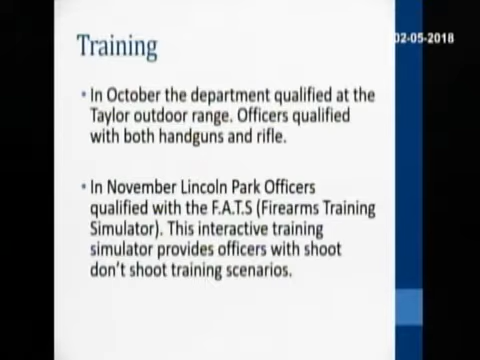 Training
02-05-2018
• In October the department qualified at the
Taylor outdoor range. Officers qualified
with both handguns and rifle.
• In November Lincoln Park Officers
qualified with the F.A.T.S (Firearms Training
Simulator). This interactive training
simulator provides officers with shoot
don't shoot training scenarios.